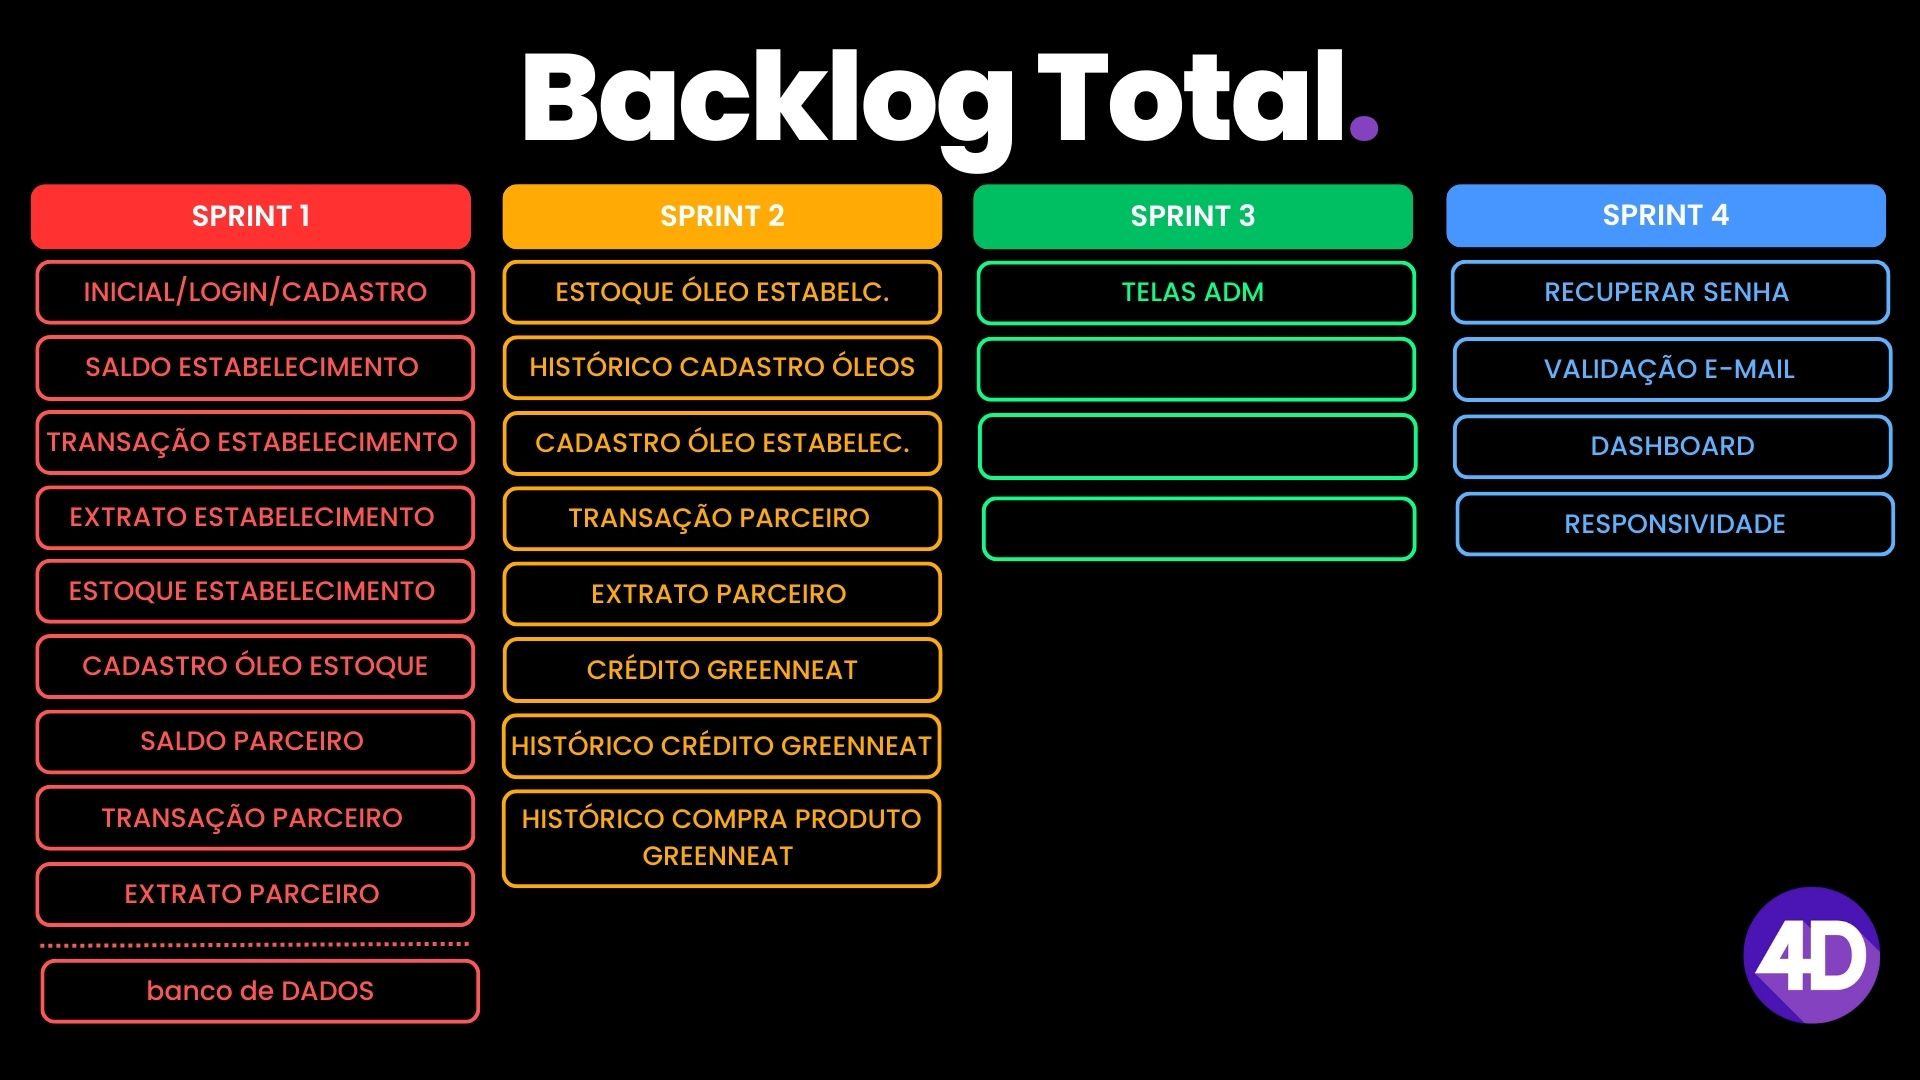 Backlog Total.
SPRINT 1
INICIAL/LOGIN/CADASTRO
SALDO ESTABELECIMENTO
TRANSAÇÃO ESTABELECIMENTO
EXTRATO ESTABELECIMENTO
ESTOQUE ESTABELECIMENTO
CADASTRO ÓLEO ESTOQUE
SALDO PARCEIRO
TRANSAÇÃO PARCEIRO
EXTRATO PARCEIRO
banco de DADOS
SPRINT 2
ESTOQUE ÓLEO ESTABELC.
HISTÓRICO CADASTRO ÓLEOS
CADASTRO ÓLEO ESTABELEC.
TRANSAÇÃO PARCEIRO
EXTRATO PARCEIRO
CRÉDITO GREENNEAT
HISTÓRICO CRÉDITO GREENNEAT
HISTÓRICO COMPRA PRODUTO
GREENNEAT
SPRINT 3
TELAS ADM
SPRINT 4
RECUPERAR SENHA
VALIDAÇÃO E-MAIL
DASHBOARD
RESPONSIVIDADE
4D